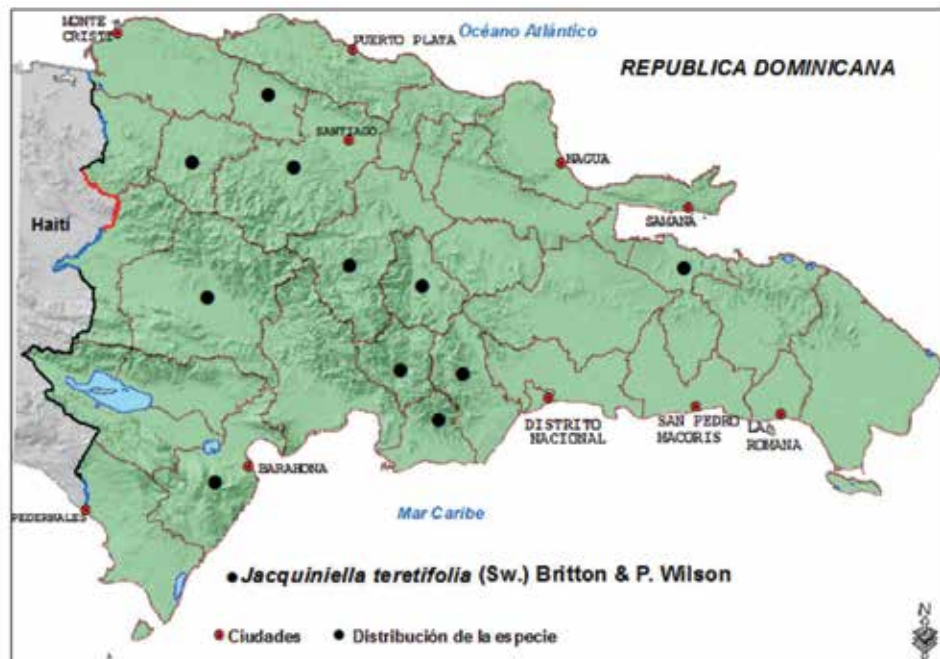 MONTE
CRISTI
PUERTO PLATA
Océano Atlántico
REPUBLICA DOMINICANA
SANTIAGO
NAGUA
SAMANA
Haití
DISTRITO
NACIONAL
SAN PEDRO
MACORIS
LA
ROMANA
BARAHONA
PEDERNALES
Mar Caribe
Jacquiniella teretifolia (Sw.) Britton & P. Wilson
Ciudades
Distribución de la especie
N